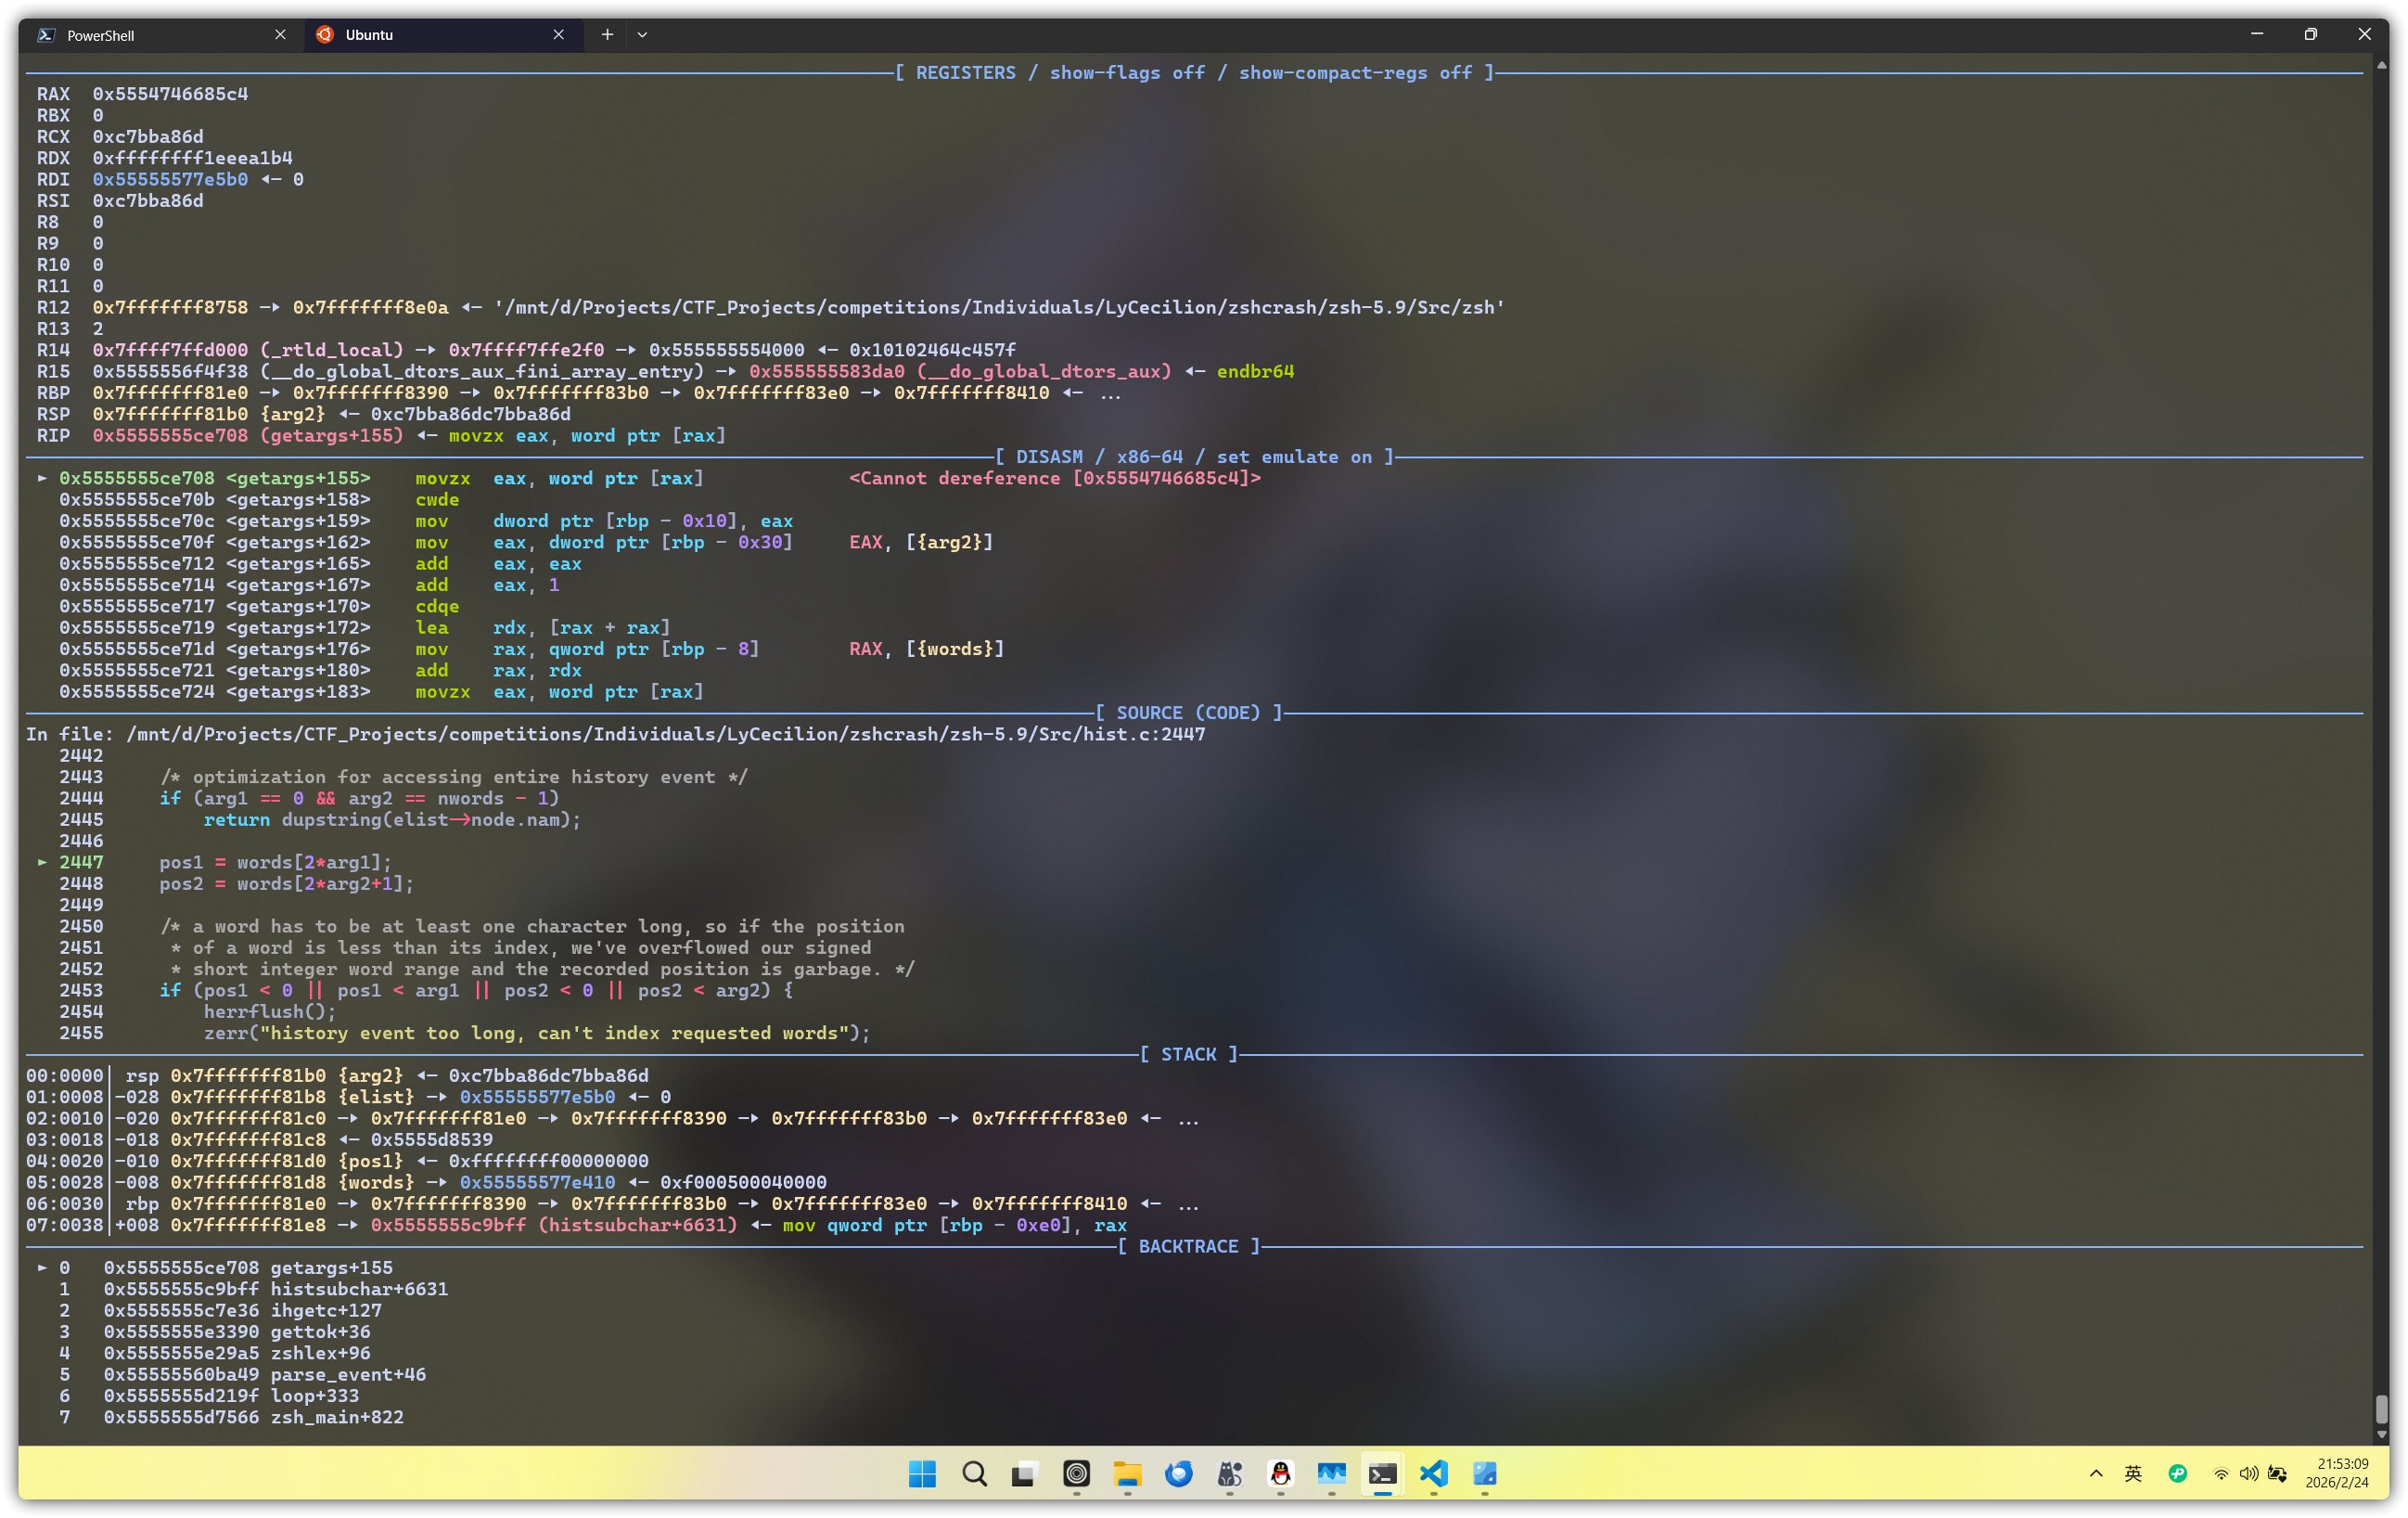 PowerShell
Ubuntu
[ REGISTERS / show-flags off / show-compact-regs off ]
RAX  0x5554746685c4
RBX  0
RCX  0xc7bba86d
RDX  0xffffffff1eeea1b4
RDI  0x55555577e5b0 ◂— 0
RSI  0xc7bba86d
R8   0
R9   0
R10  0
R11  0
R12  0x7fffffff8758 —▸ 0x7fffffff8e0a ◂— '/mnt/d/Projects/CTF_Projects/competitions/Individuals/LyCecilion/zshcrash/zsh-5.9/Src/zsh'
R13  2
R14  0x7ffff7ffd000 (_rtld_local) —▸ 0x7ffff7ffe2f0 —▸ 0x555555554000 ◂— 0x10102464c457f
R15  0x5555556f4f38 (__do_global_dtors_aux_fini_array_entry) —▸ 0x555555583da0 (__do_global_dtors_aux) ◂— endbr64
RBP  0x7fffffff81e0 —▸ 0x7fffffff8390 —▸ 0x7fffffff83b0 —▸ 0x7fffffff83e0 —▸ 0x7fffffff8410 ◂— ...
RSP  0x7fffffff81b0 {arg2} ◂— 0xc7bba86dc7bba86d
RIP  0x5555555ce708 (getargs+155) ◂— movzx eax, word ptr [rax]
[ DISASM / x86-64 / set emulate on ]
► 0x5555555ce708 <getargs+155>    movzx  eax, word ptr [rax]             <Cannot dereference [0x5554746685c4]>
0x5555555ce70b <getargs+158>    cwde
0x5555555ce70c <getargs+159>    mov    dword ptr [rbp - 0x10], eax
0x5555555ce70f <getargs+162>    mov    eax, dword ptr [rbp - 0x30]     EAX, [{arg2}]
0x5555555ce712 <getargs+165>    add    eax, eax
0x5555555ce714 <getargs+167>    add    eax, 1
0x5555555ce717 <getargs+170>    cdqe
0x5555555ce719 <getargs+172>    lea    rdx, [rax + rax]
0x5555555ce71d <getargs+176>    mov    rax, qword ptr [rbp - 8]        RAX, [{words}]
0x5555555ce721 <getargs+180>    add    rax, rdx
0x5555555ce724 <getargs+183>    movzx  eax, word ptr [rax]
[ SOURCE (CODE) ]
In file: /mnt/d/Projects/CTF_Projects/competitions/Individuals/LyCecilion/zshcrash/zsh-5.9/Src/hist.c:2447
2442
2443     /* optimization for accessing entire history event */
2444     if (arg1 == 0 && arg2 == nwords - 1)
2445         return dupstring(elist->node.nam);
2446
► 2447     pos1 = words[2*arg1];
2448     pos2 = words[2*arg2+1];
2449
2450     /* a word has to be at least one character long, so if the position
2451      * of a word is less than its index, we've overflowed our signed
2452      * short integer word range and the recorded position is garbage. */
2453     if (pos1 < 0 || pos1 < arg1 || pos2 < 0 || pos2 < arg2) {
2454         herrflush();
2455         zerr("history event too long, can't index requested words");
[ STACK ]
00:0000│ rsp 0x7fffffff81b0 {arg2} ◂— 0xc7bba86dc7bba86d
01:0008│-028 0x7fffffff81b8 {elist} —▸ 0x55555577e5b0 ◂— 0
02:0010│-020 0x7fffffff81c0 —▸ 0x7fffffff81e0 —▸ 0x7fffffff8390 —▸ 0x7fffffff83b0 —▸ 0x7fffffff83e0 ◂— ...
03:0018│-018 0x7fffffff81c8 ◂— 0x5555d8539
04:0020│-010 0x7fffffff81d0 {pos1} ◂— 0xffffffff00000000
05:0028│-008 0x7fffffff81d8 {words} —▸ 0x55555577e410 ◂— 0xf000500040000
06:0030│ rbp 0x7fffffff81e0 —▸ 0x7fffffff8390 —▸ 0x7fffffff83b0 —▸ 0x7fffffff83e0 —▸ 0x7fffffff8410 ◂— ...
07:0038│+008 0x7fffffff81e8 —▸ 0x5555555c9bff (histsubchar+6631) ◂— mov qword ptr [rbp - 0xe0], rax
[ BACKTRACE ]
► 0   0x5555555ce708 getargs+155
1   0x5555555c9bff histsubchar+6631
2   0x5555555c7e36 ihgetc+127
3   0x5555555e3390 gettok+36
4   0x5555555e29a5 zshlex+96
5   0x55555560ba49 parse_event+46
6   0x5555555d219f loop+333
7   0x5555555d7566 zsh_main+822
英
21:53:09
2026/2/24